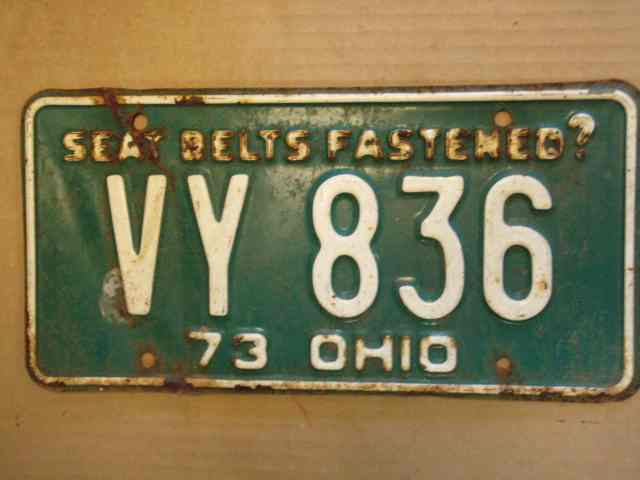 SEAT BELTS FASTENED?
VY 836
73 OHIO